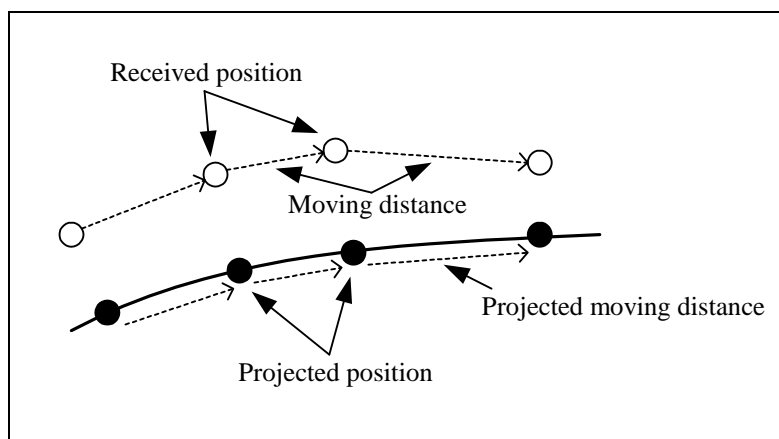 Received position
Moving distance
Projected moving distance
Projected position